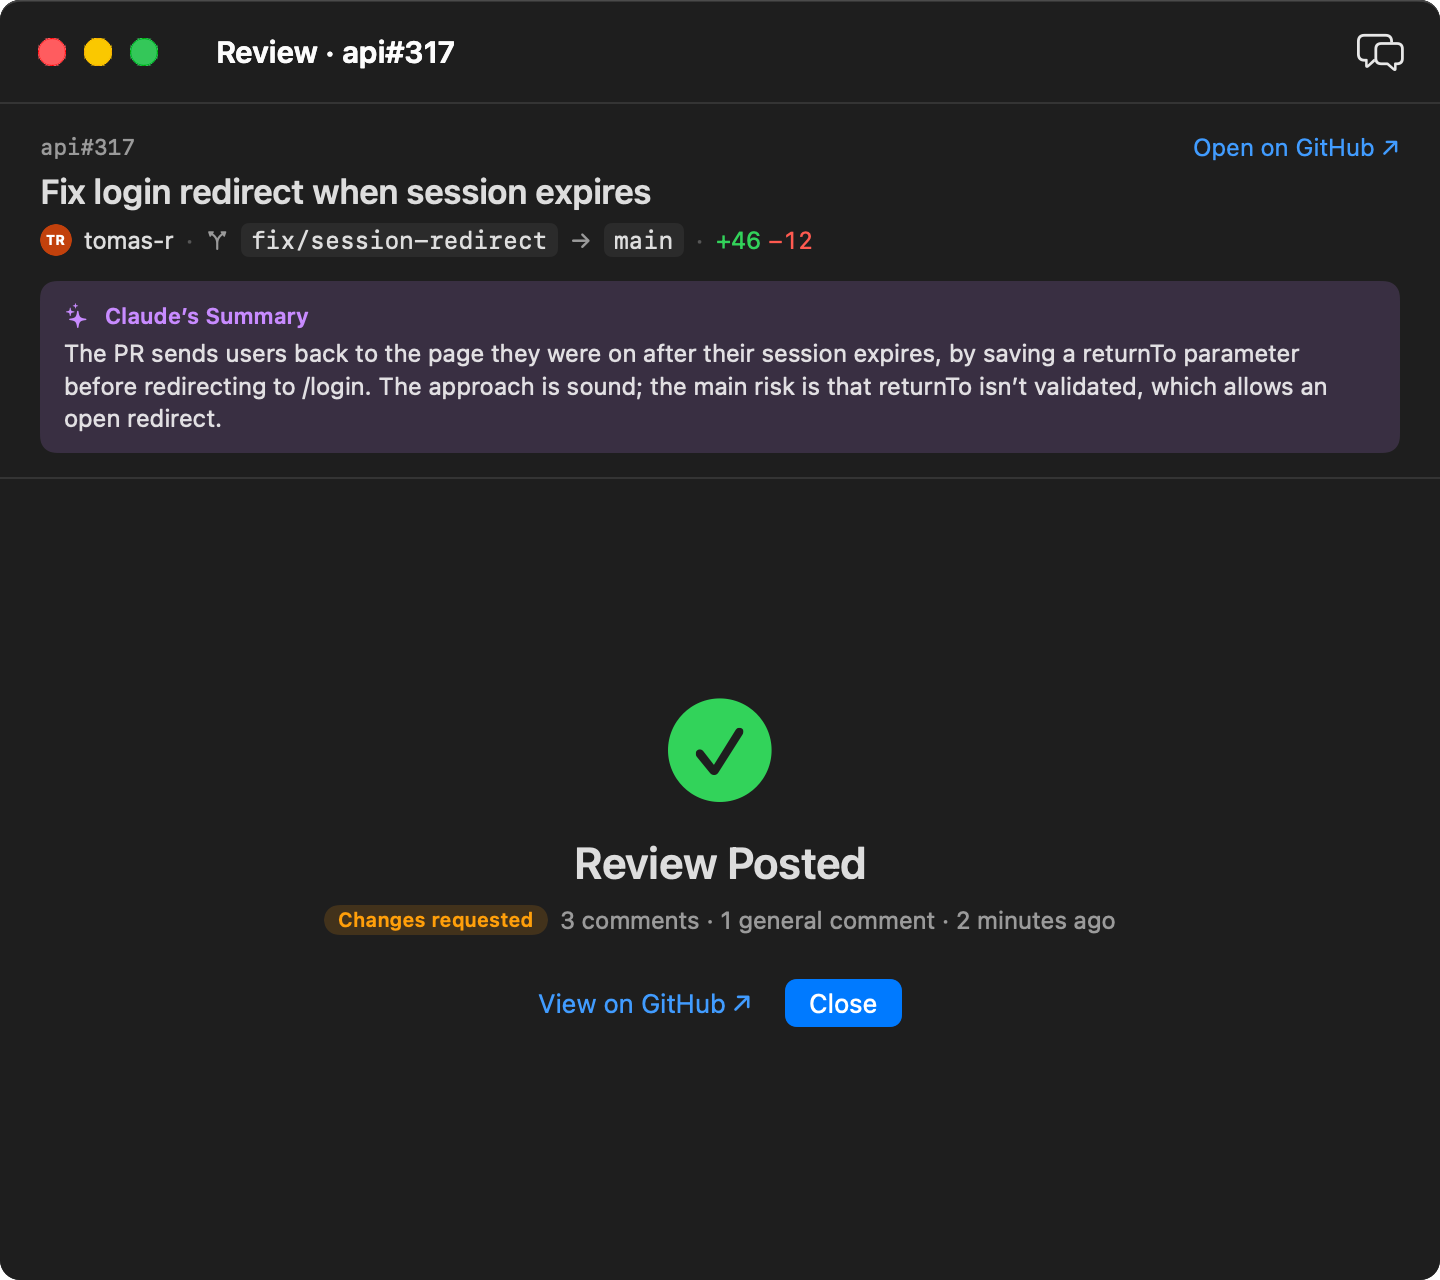 Review · api#317
api#317
Open on GitHub ↗
Fix login redirect when session expires
TR tomas-r · fix/session-redirect → main · +46 −12
Claude’s Summary
The PR sends users back to the page they were on after their session expires, by saving a returnTo parameter
before redirecting to /login. The approach is sound; the main risk is that returnTo isn’t validated, which allows an
open redirect.
Review Posted
Changes requested 3 comments · 1 general comment · 2 minutes ago
View on GitHub ↗ Close